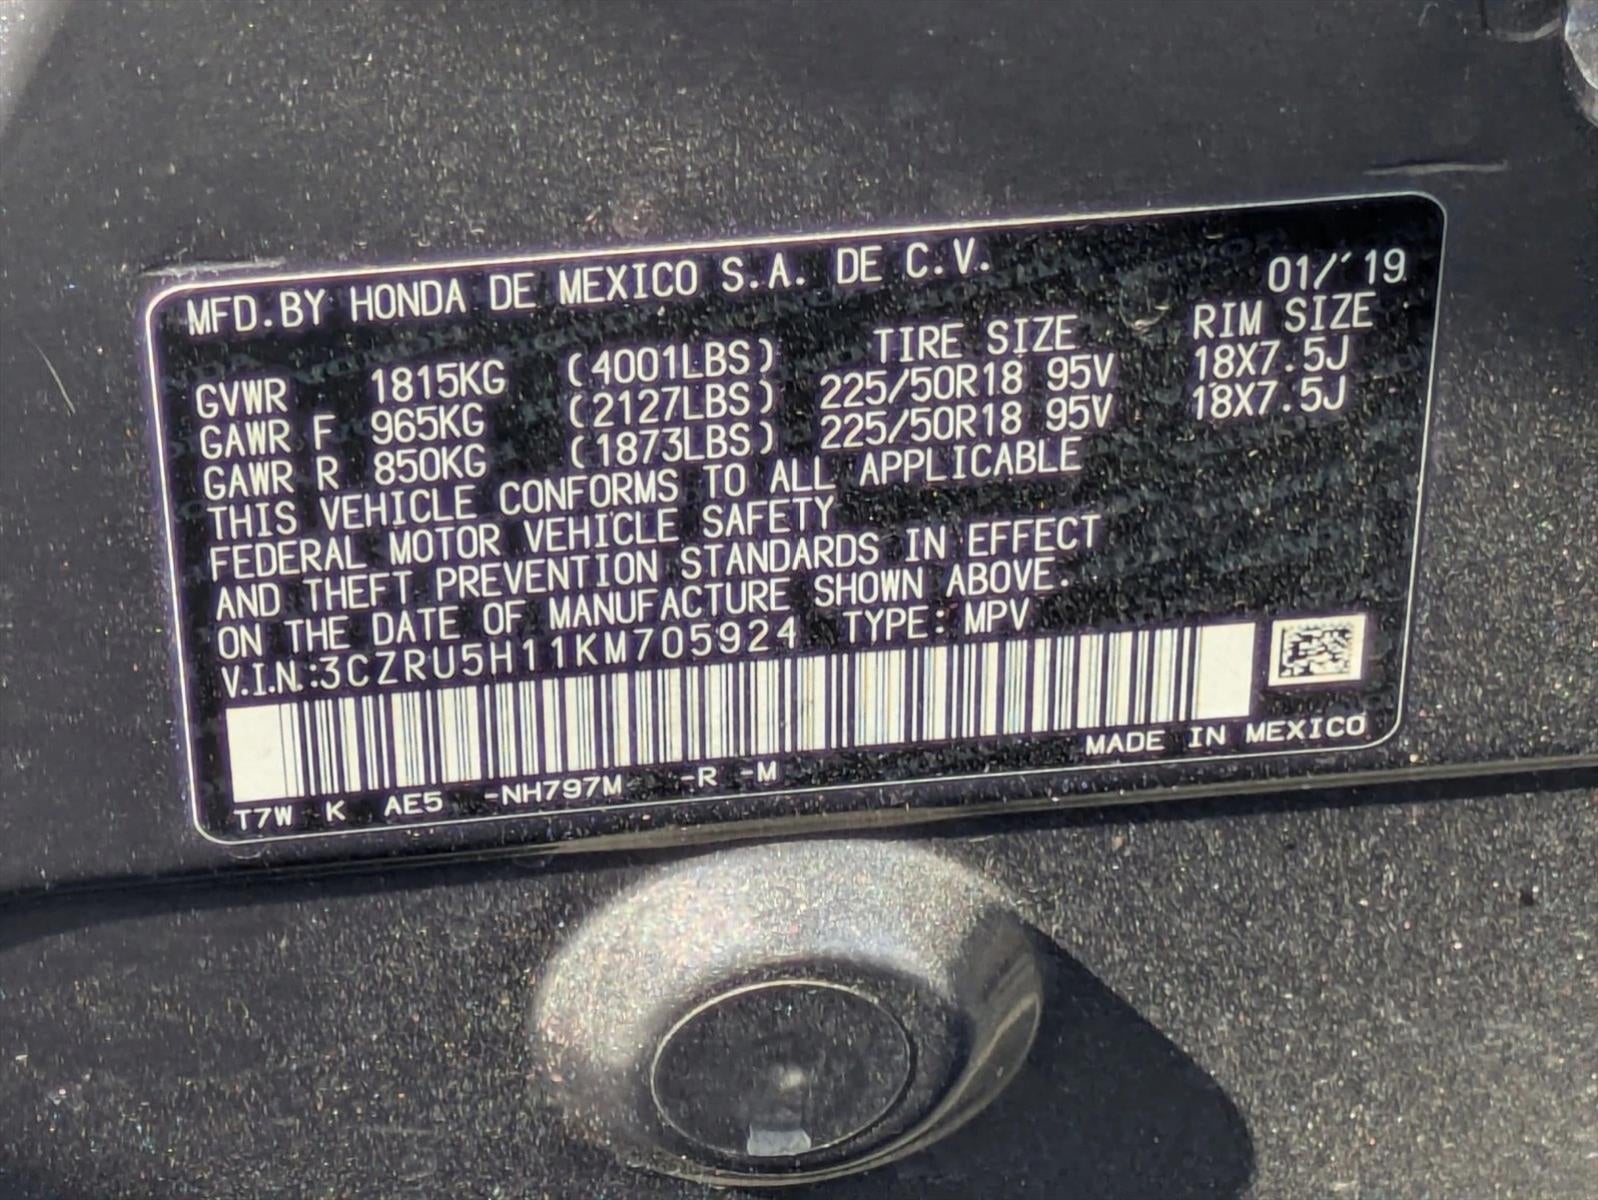 MFD.BY HONDA DE MEXICO S.A. DE C.V. 01/'19
TIRE SIZE RIM SIZE
GVWR 1815KG (4001LBS) 225/50R18 95V 18X7.5J
GAWR F 965KG (2127LBS) 225/50R18 95V 18X7.5J
GAWR R 850KG (1873LBS)
THIS VEHICLE CONFORMS TO ALL APPLICABLE
FEDERAL MOTOR VEHICLE SAFETY
AND THEFT PREVENTION STANDARDS IN EFFECT
ON THE DATE OF MANUFACTURE SHOWN ABOVE.
V.I.N.:3CZRU5H11KM705924 TYPE:MPV
MADE IN MEXICO
T7W K AE5 -NH797M -R -M